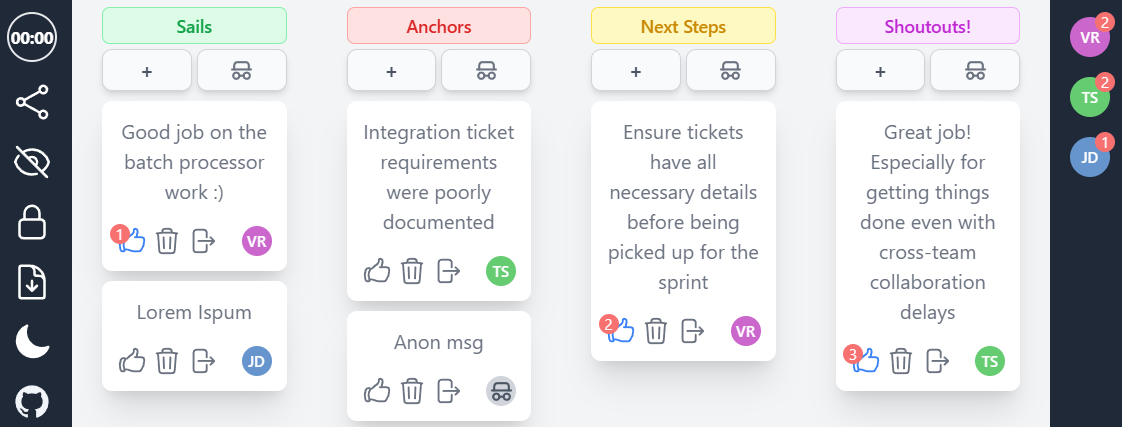 00:00
Sails
+
Good job on the
batch processor
work :)
1
VR
Lorem Ispum
JD
Anchors
+
Integration ticket
requirements
were poorly
documented
TS
Anon msg
Next Steps
+
Ensure tickets
have all
necessary details
before being
picked up for the
sprint
2
VR
Shoutouts!
+
Great job!
Especially for
getting things
done even with
cross-team
collaboration
delays
3
TS
VR 2
TS 2
JD 1